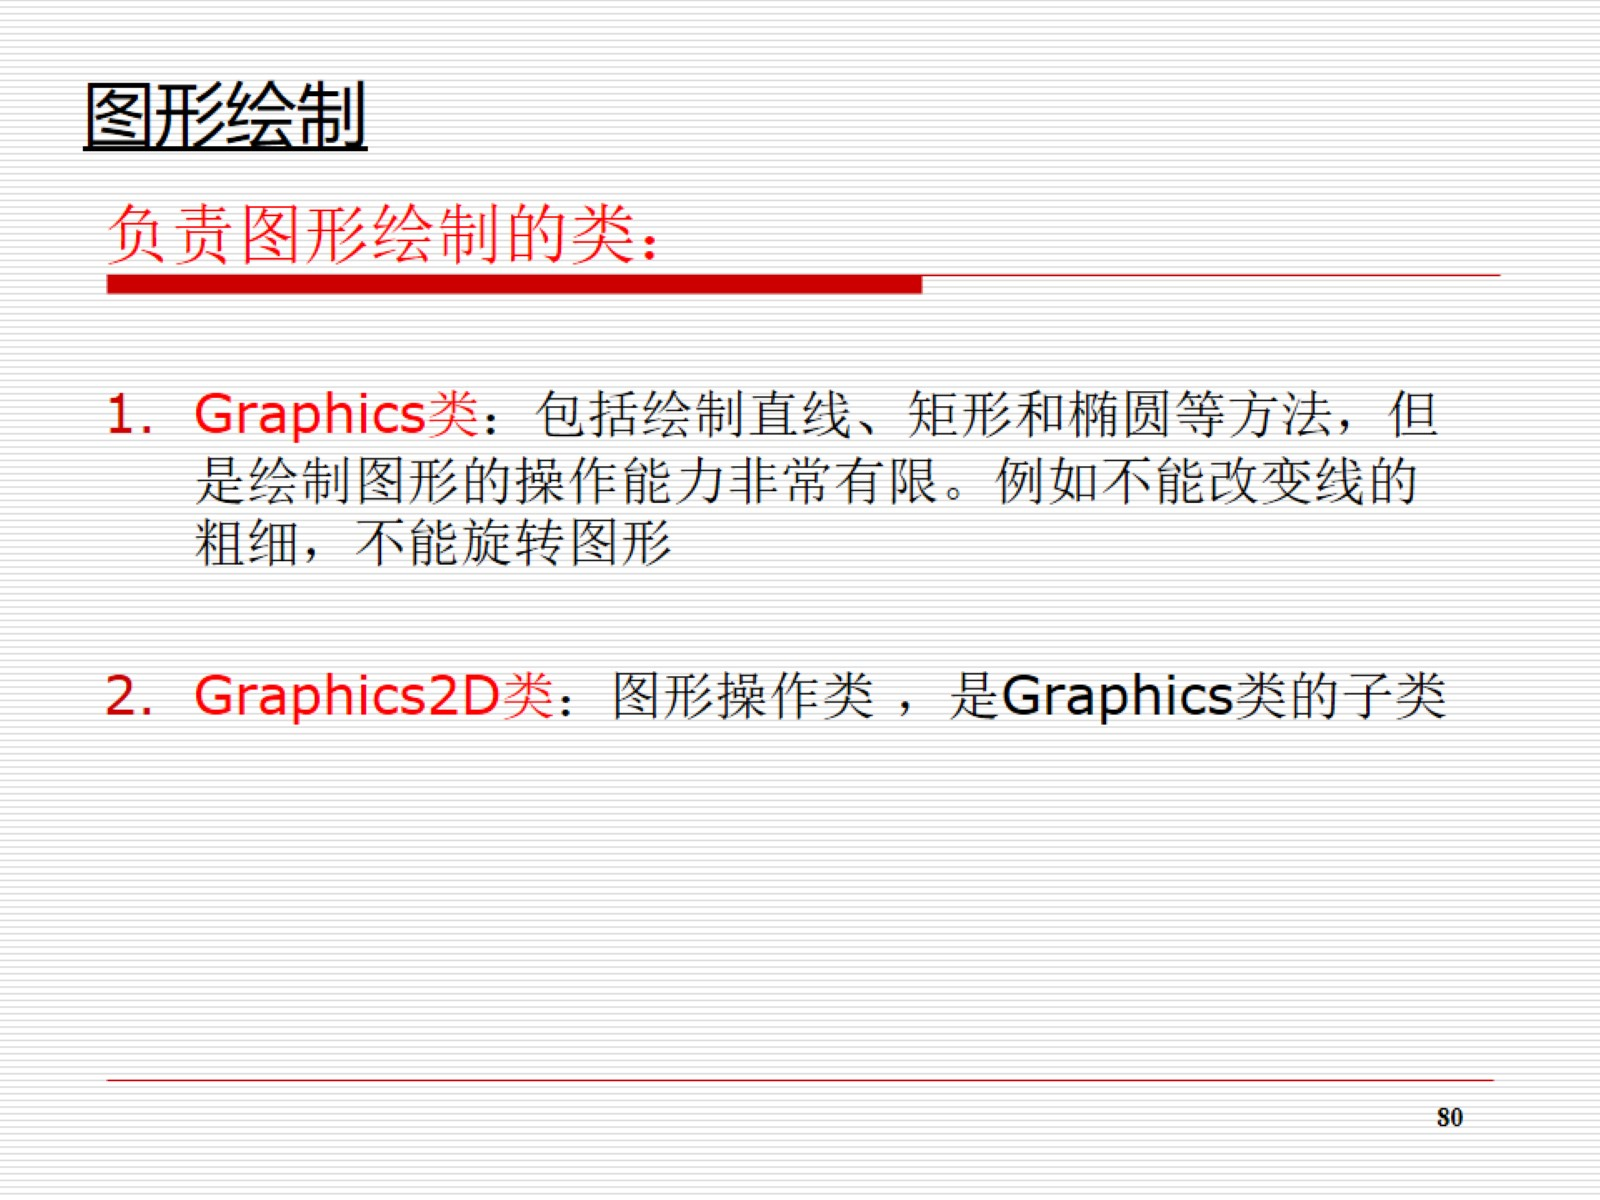 图形绘制
负责图形绘制的类：
1. Graphics类：包括绘制直线、矩形和椭圆等方法，但
是绘制图形的操作能力非常有限。例如不能改变线的
粗细，不能旋转图形
2. Graphics2D类：图形操作类 ，是Graphics类的子类
80